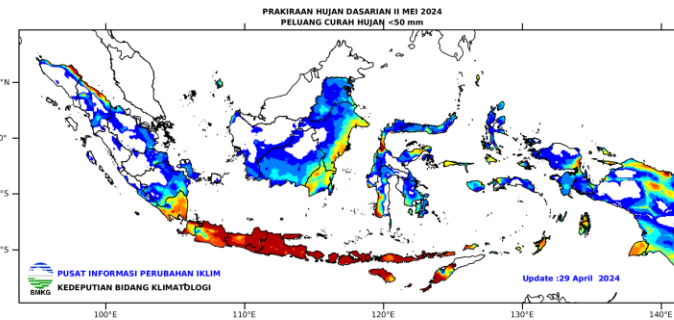 PRAKIRAAN HUJAN DASARIAN II MEI 2024
PELUANG CURAH HUJAN <50 mm
°N
0°
°S
°S
PUSAT INFORMASI PERUBAHAN IKLIM
KEDEPUTIAN BIDANG KLIMATOLOGI
BMKG
Update :29 April 2024
100°E
110°E
120°E
130°E
140°E